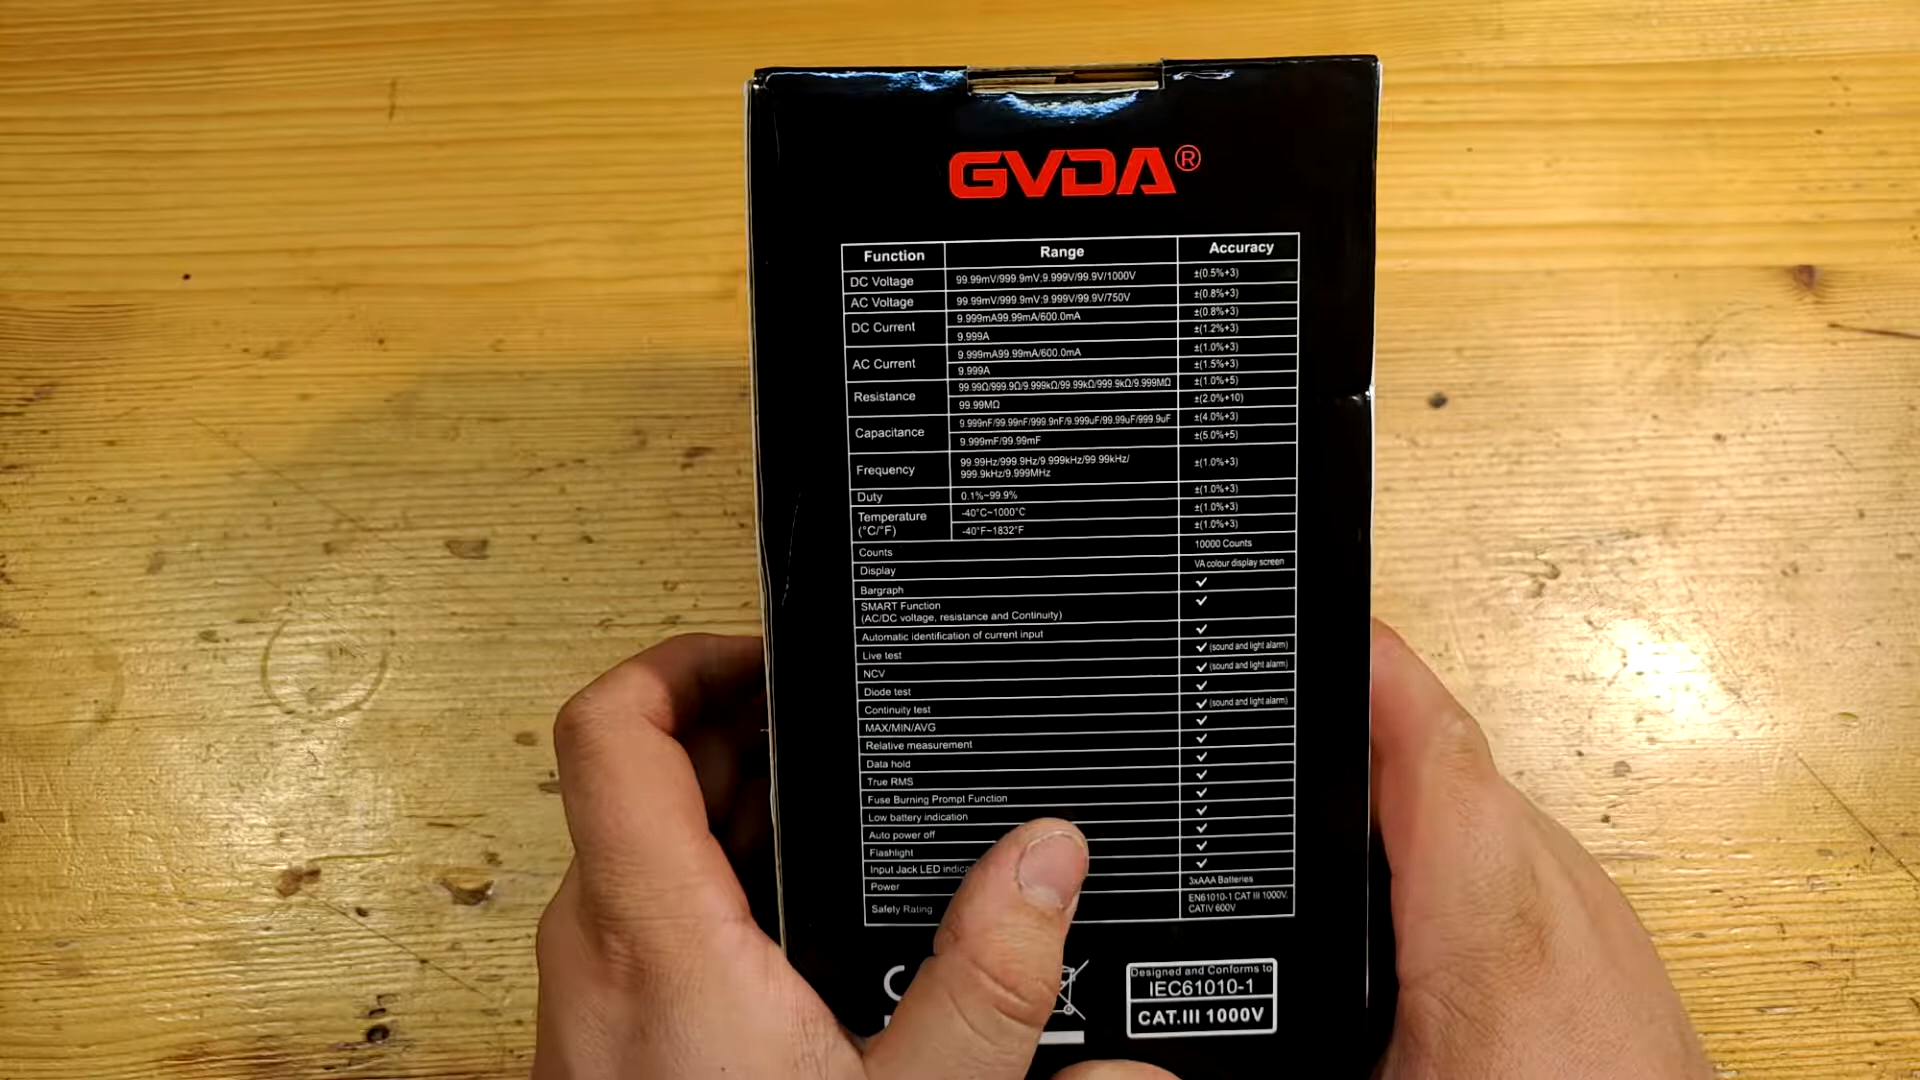 GVDA®
Function Range Accuracy
DC Voltage 99.99mV/999.9mV:9.999V/99.9V/1000V ±(0.5%+3)
AC Voltage 99.99mV/999.9mV:9.999V/99.9V/750V ±(0.8%+3)
DC Current 9.999mA99.99mA/600.0mA ±(0.8%+3)
9.999A ±(1.2%+3)
AC Current 9.999mA99.99mA/600.0mA ±(1.0%+3)
9.999A ±(1.5%+3)
Resistance 99.99Ω/999.9Ω/9.999kΩ/99.99kΩ/999.9kΩ/9.999MΩ ±(1.0%+5)
99.99MΩ ±(2.0%+10)
Capacitance 9.999nF/99.99nF/999.9nF/9.999uF/99.99uF/999.9uF ±(4.0%+3)
9.999mF/99.99mF ±(5.0%+5)
Frequency 99.99Hz/999.9Hz/9.999kHz/99.99kHz/
999.9kHz/9.999MHz ±(1.0%+3)
Duty 0.1%~99.9% ±(1.0%+3)
Temperature -40°C~1000°C ±(1.0%+3)
(°C/°F) -40°F~1832°F ±(1.0%+3)
Counts 10000 Counts
Display VA colour display screen
Bargraph ✓
SMART Function ✓
(AC/DC voltage, resistance and Continuity)
Automatic identification of current input ✓
Live test ✓ (sound and light alarm)
NCV ✓ (sound and light alarm)
Diode test ✓
Continuity test ✓ (sound and light alarm)
MAX/MIN/AVG ✓
Relative measurement ✓
Data hold ✓
True RMS ✓
Fuse Burning Prompt Function ✓
Low battery indication ✓
Auto power off ✓
Flashlight ✓
Input Jack LED indica ✓
Power 3xAAA Batteries
Safety Rating EN61010-1 CAT III 1000V,
CATIV 600V
Designed and Conforms to
IEC61010-1
CAT.III 1000V